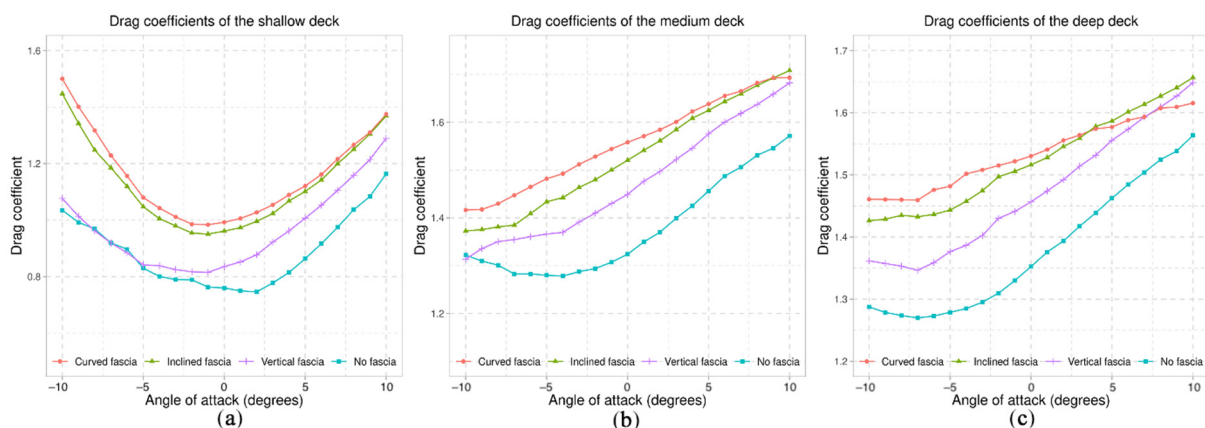 Drag coefficients of the shallow deck
1.6
1.2
0.8
Drag coefficient
Curved fascia Inclined fascia Vertical fascia No fascia
−10 −5 0 5 10
Angle of attack (degrees)
(a)
Drag coefficients of the medium deck
1.6
1.4
1.2
Drag coefficient
Curved fascia Inclined fascia Vertical fascia No fascia
−10 −5 0 5 10
Angle of attack (degrees)
(b)
Drag coefficients of the deep deck
1.7
1.6
1.5
1.4
1.3
1.2
Drag coefficient
Curved fascia Inclined fascia Vertical fascia No fascia
−10 −5 0 5 10
Angle of attack (degrees)
(c)